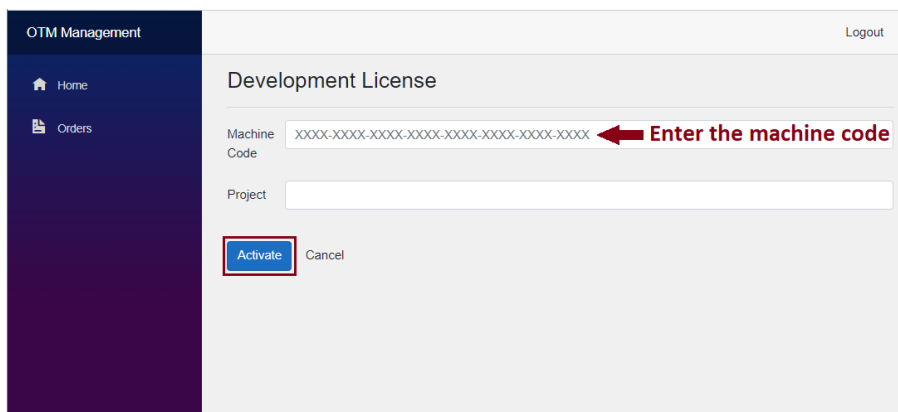 OTM Management
Logout
Home
Orders
Development License
Machine
Code
XXXX-XXXX-XXXX-XXXX-XXXX-XXXX-XXXX-XXXX
Enter the machine code
Project
Activate
Cancel